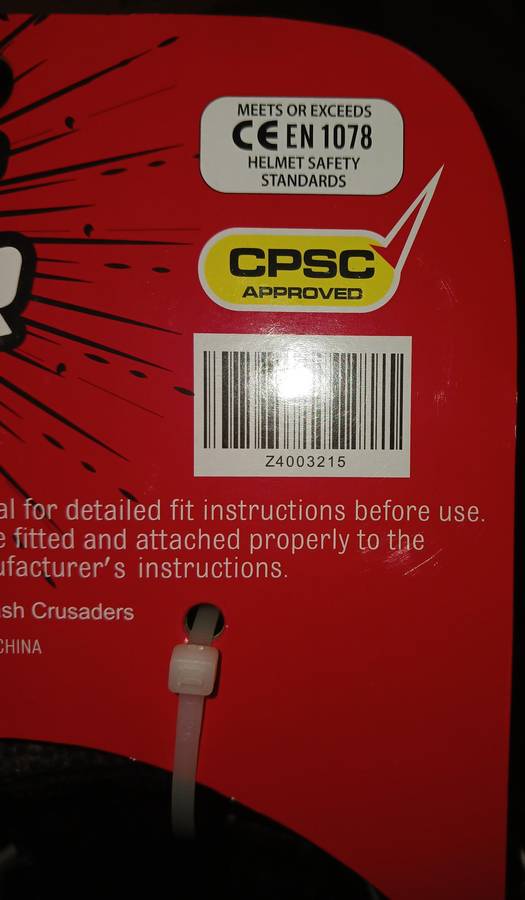 MEETS OR EXCEEDS
CE EN 1078
HELMET SAFETY
STANDARDS
CPSC
APPROVED
Z4003215
al for detailed fit instructions before use.
e fitted and attached properly to the
ufacturer's instructions.
ash Crusaders
CHINA